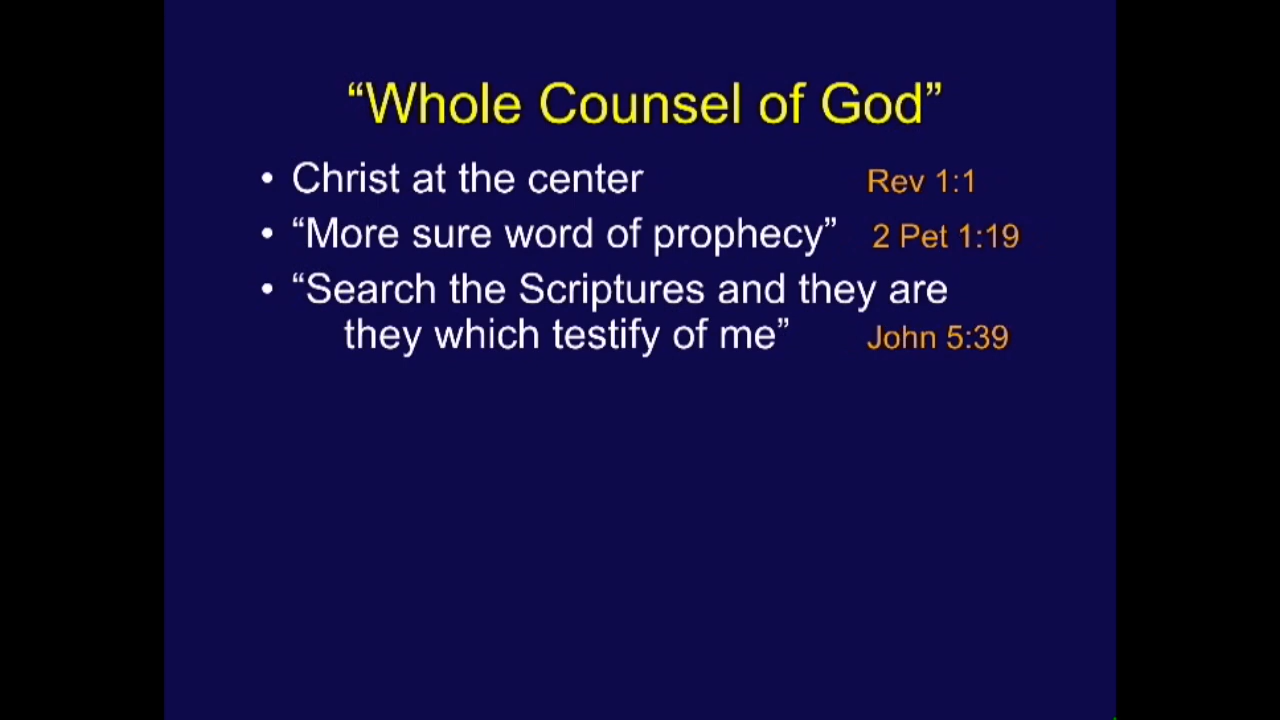 “Whole Counsel of God”
• Christ at the center Rev 1:1
• “More sure word of prophecy” 2 Pet 1:19
• “Search the Scriptures and they are
they which testify of me” John 5:39